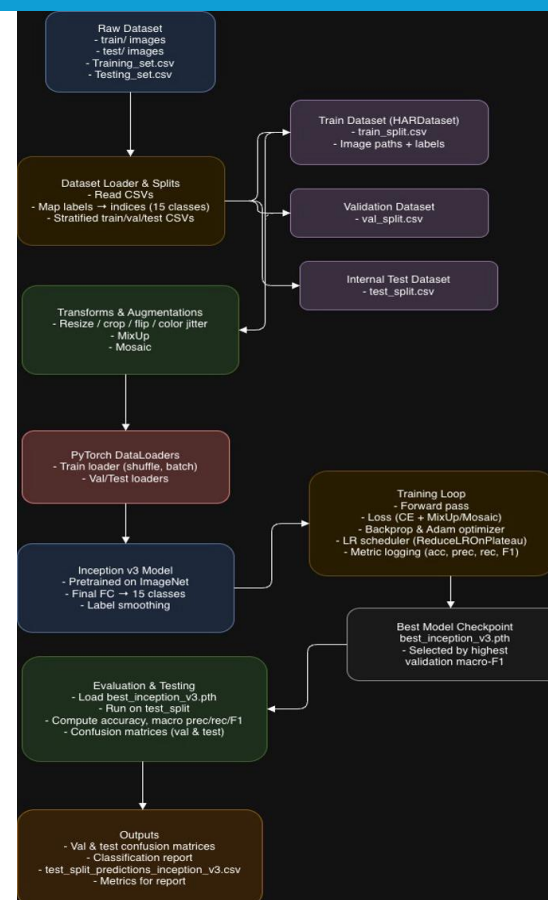 Raw Dataset
- train/ images
- test/ images
- Training_set.csv
- Testing_set.csv
Train Dataset (HARDataset)
- train_split.csv
- Image paths + labels
Dataset Loader & Splits
- Read CSVs
- Map labels → indices (15 classes)
- Stratified train/val/test CSVs
Validation Dataset
- val_split.csv
Internal Test Dataset
- test_split.csv
Transforms & Augmentations
- Resize / crop / flip / color jitter
- MixUp
- Mosaic
PyTorch DataLoaders
- Train loader (shuffle, batch)
- Val/Test loaders
Training Loop
- Forward pass
- Loss (CE + MixUp/Mosaic)
- Backprop & Adam optimizer
- LR scheduler (ReduceLROnPlateau)
- Metric logging (acc, prec, rec, F1)
Inception v3 Model
- Pretrained on ImageNet
- Final FC → 15 classes
- Label smoothing
Best Model Checkpoint
best_inception_v3.pth
- Selected by highest
validation macro-F1
Evaluation & Testing
- Load best_inception_v3.pth
- Run on test_split
- Compute accuracy, macro prec/rec/F1
- Confusion matrices (val & test)
Outputs
- Val & test confusion matrices
- Classification report
- test_split_predictions_inception_v3.csv
- Metrics for report